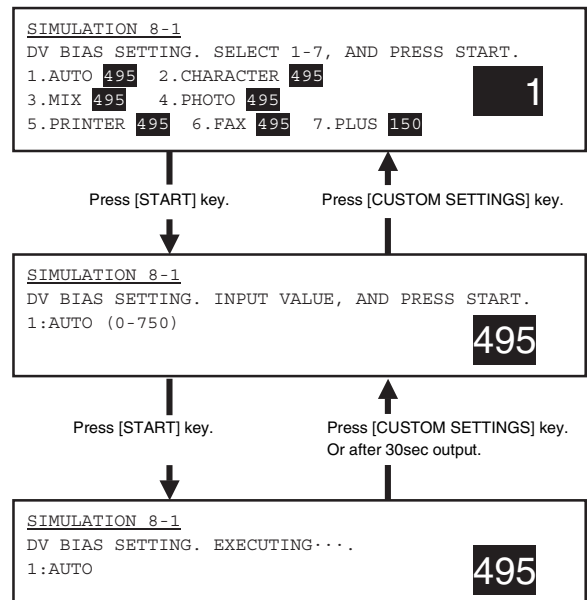 SIMULATION 8-1
DV BIAS SETTING. SELECT 1-7, AND PRESS START.
1.AUTO 495 2.CHARACTER 495
3.MIX 495 4.PHOTO 495
1
5.PRINTER 495 6.FAX 495 7.PLUS 150
Press [START] key. Press [CUSTOM SETTINGS] key.
SIMULATION 8-1
DV BIAS SETTING. INPUT VALUE, AND PRESS START.
1:AUTO (0-750)
495
Press [START] key. Press [CUSTOM SETTINGS] key.
Or after 30sec output.
SIMULATION 8-1
DV BIAS SETTING. EXECUTING···.
1:AUTO
495